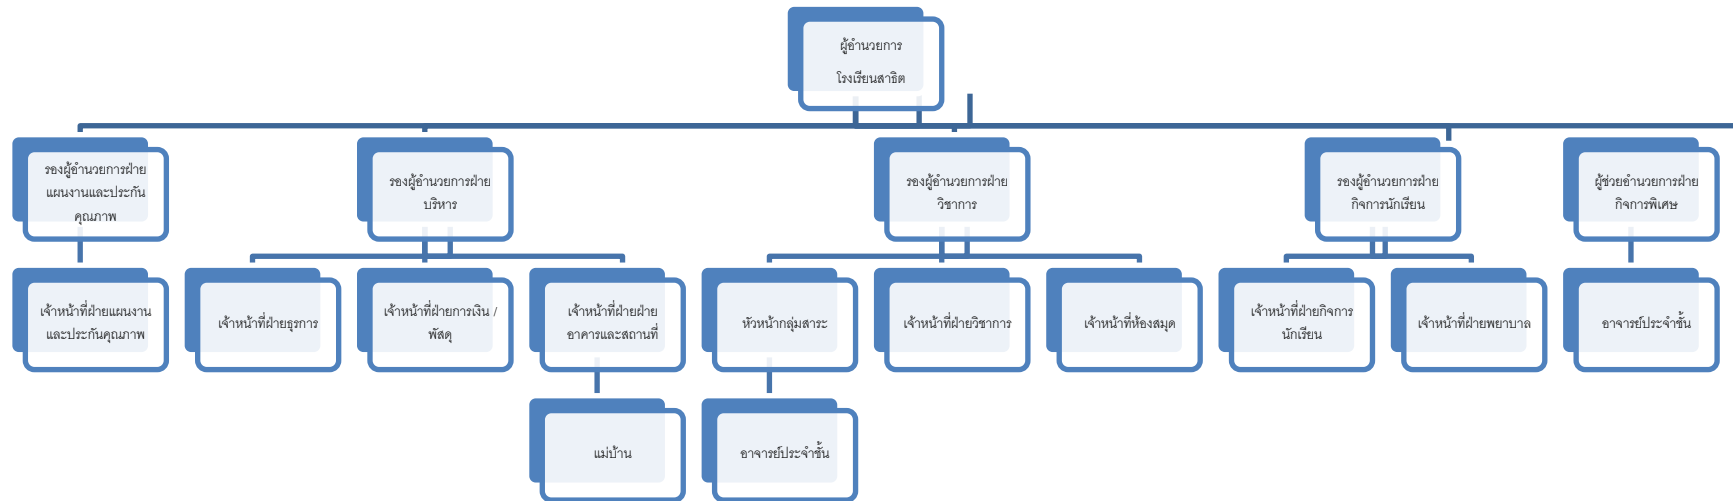 ผู้อำนวยการ
โรงเรียนสาธิต
รองผู้อำนวยการฝ่าย
แผนงานและประกัน
คุณภาพ
รองผู้อำนวยการฝ่าย
บริหาร
รองผู้อำนวยการฝ่าย
วิชาการ
รองผู้อำนวยการฝ่าย
กิจการนักเรียน
ผู้ช่วยอำนวยการฝ่าย
กิจการพิเศษ
เจ้าหน้าที่ฝ่ายแผนงาน
และประกันคุณภาพ
เจ้าหน้าที่ฝ่ายธุรการ
เจ้าหน้าที่ฝ่ายการเงิน /
พัสดุ
เจ้าหน้าที่ฝ่ายฝ่าย
อาคารและสถานที่
หัวหน้ากลุ่มสาระ
เจ้าหน้าที่ฝ่ายวิชาการ
เจ้าหน้าที่ห้องสมุด
เจ้าหน้าที่ฝ่ายกิจการ
นักเรียน
เจ้าหน้าที่ฝ่ายพยาบาล
อาจารย์ประจำชั้น
แม่บ้าน
อาจารย์ประจำชั้น